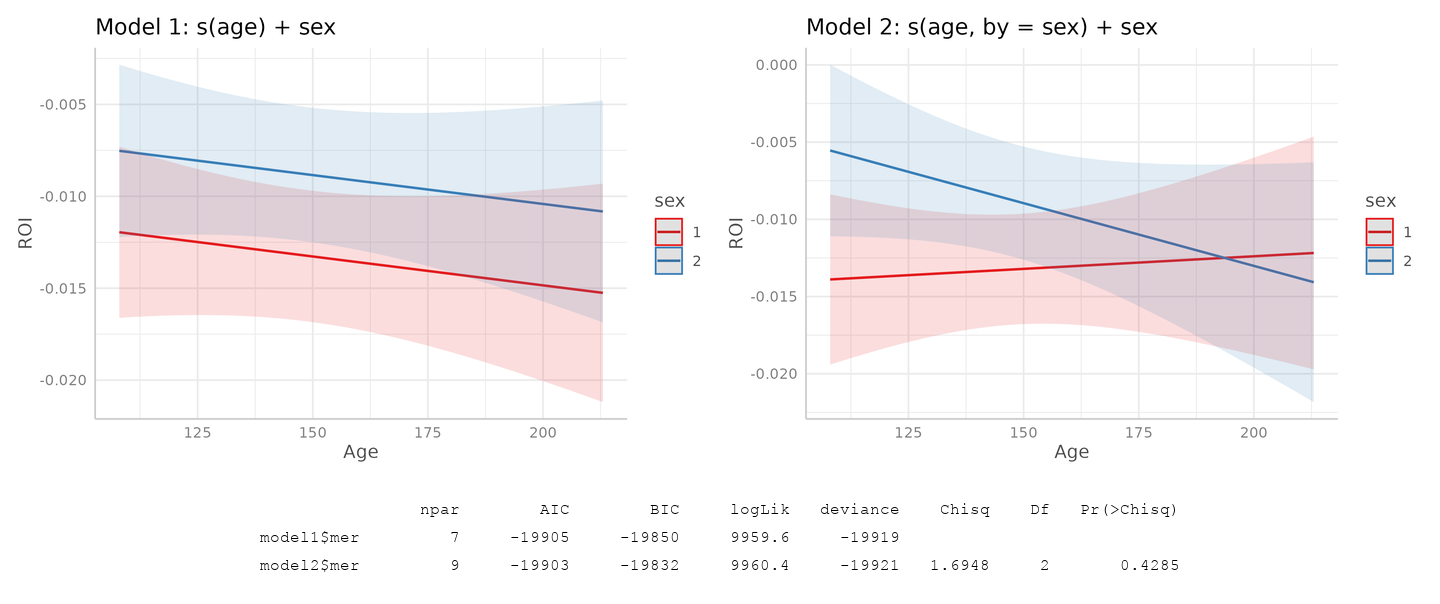 Model 1: s(age) + sex
-0.005
-0.010
-0.015
-0.020
ROI
125 150 175 200
Age
sex
1
2
Model 2: s(age, by = sex) + sex
0.000
-0.005
-0.010
-0.015
-0.020
ROI
125 150 175 200
Age
sex
1
2
npar AIC BIC logLik deviance Chisq Df Pr(>Chisq)
model1$mer 7 -19905 -19850 9959.6 -19919
model2$mer 9 -19903 -19832 9960.4 -19921 1.6948 2 0.4285